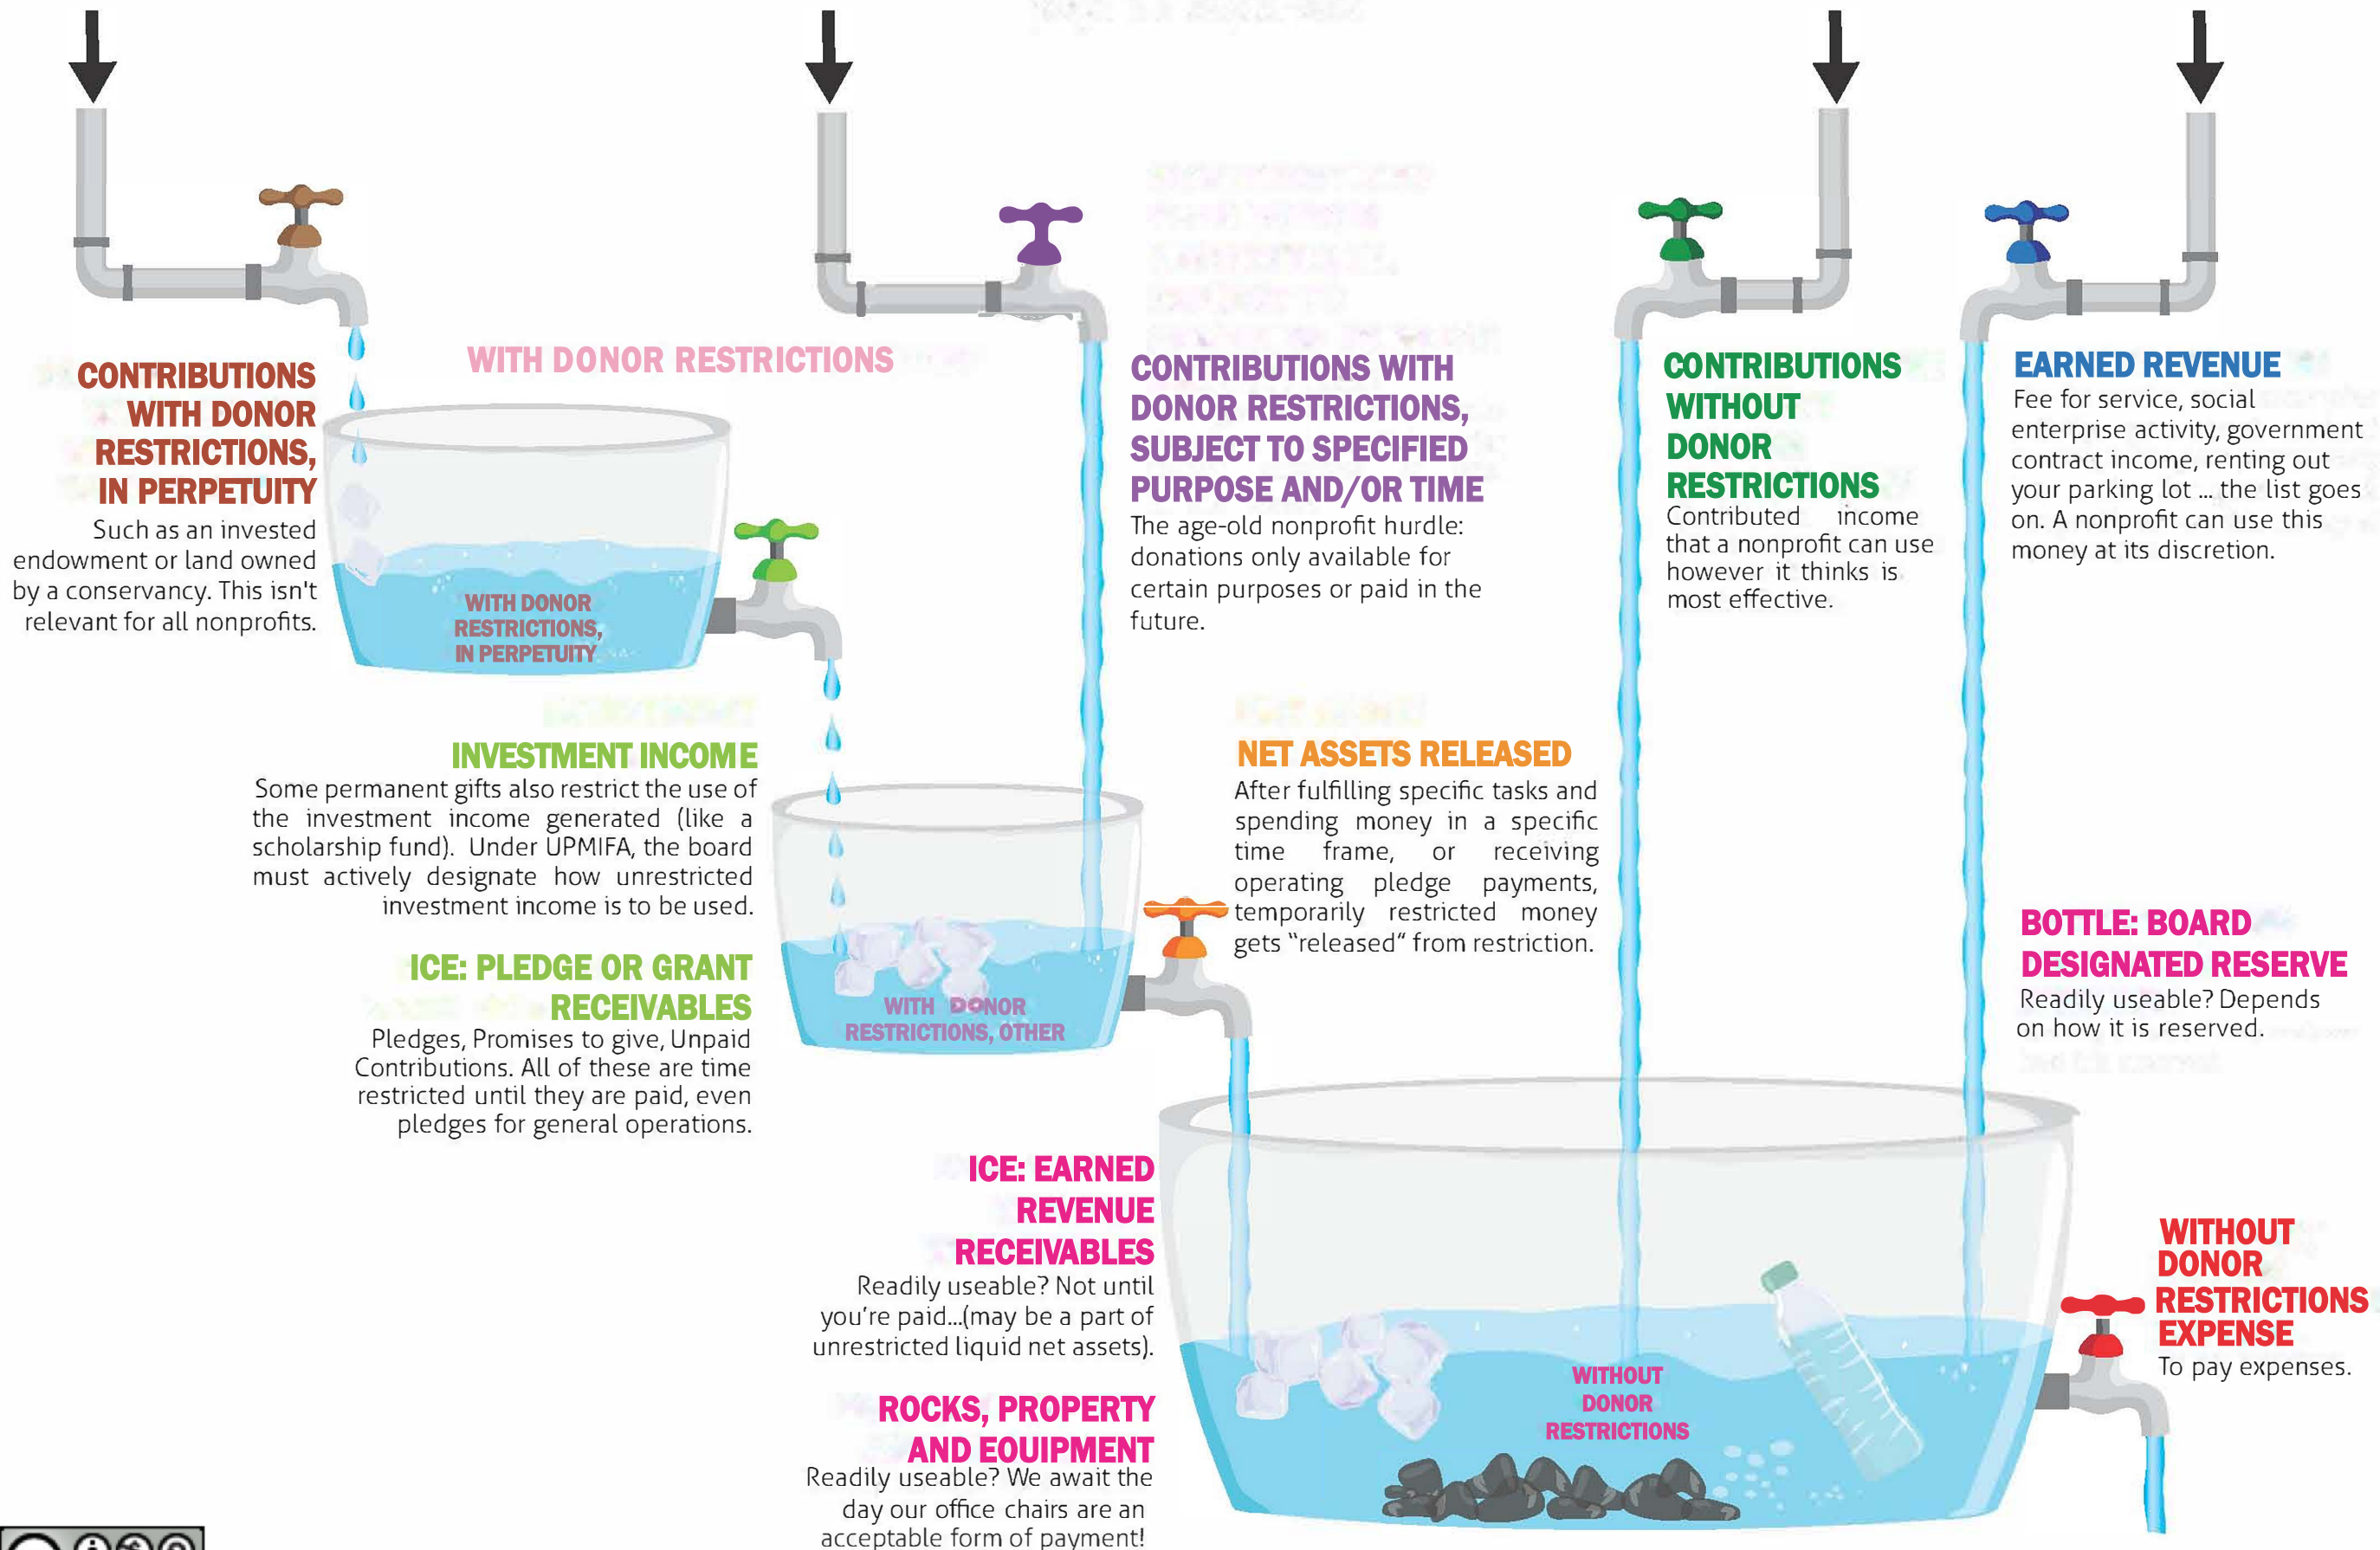 CONTRIBUTIONS
WITH DONOR
RESTRICTIONS,
IN PERPETUITY
Such as an invested
endowment or land owned
by a conservancy. This isn't
relevant for all nonprofits.
WITH DONOR RESTRICTIONS
WITH DONOR
RESTRICTIONS,
IN PERPETUITY
CONTRIBUTIONS WITH
DONOR RESTRICTIONS,
SUBJECT TO SPECIFIED
PURPOSE AND/OR TIME
The age-old nonprofit hurdle:
donations only available for
certain purposes or paid in the
future.
CONTRIBUTIONS
WITHOUT
DONOR
RESTRICTIONS
Contributed income
that a nonprofit can use
however it thinks is
most effective.
EARNED REVENUE
Fee for service, social
enterprise activity, government
contract income, renting out
your parking lot ... the list goes
on. A nonprofit can use this
money at its discretion.
INVESTMENT INCOME
Some permanent gifts also restrict the use of
the investment income generated (like a
scholarship fund). Under UPMIFA, the board
must actively designate how unrestricted
investment income is to be used.
ICE: PLEDGE OR GRANT
RECEIVABLES
Pledges, Promises to give, Unpaid
Contributions. All of these are time
restricted until they are paid, even
pledges for general operations.
WITH DONOR
RESTRICTIONS, OTHER
NET ASSETS RELEASED
After fulfilling specific tasks and
spending money in a specific
time frame, or receiving
operating pledge payments,
temporarily restricted money
gets "released" from restriction.
BOTTLE: BOARD
DESIGNATED RESERVE
Readily useable? Depends
on how it is reserved.
ICE: EARNED
REVENUE
RECEIVABLES
Readily useable? Not until
you're paid...(may be a part of
unrestricted liquid net assets).
ROCKS, PROPERTY
AND EQUIPMENT
Readily useable? We await the
day our office chairs are an
acceptable form of payment!
WITHOUT
DONOR
RESTRICTIONS
WITHOUT
DONOR
RESTRICTIONS
EXPENSE
To pay expenses.